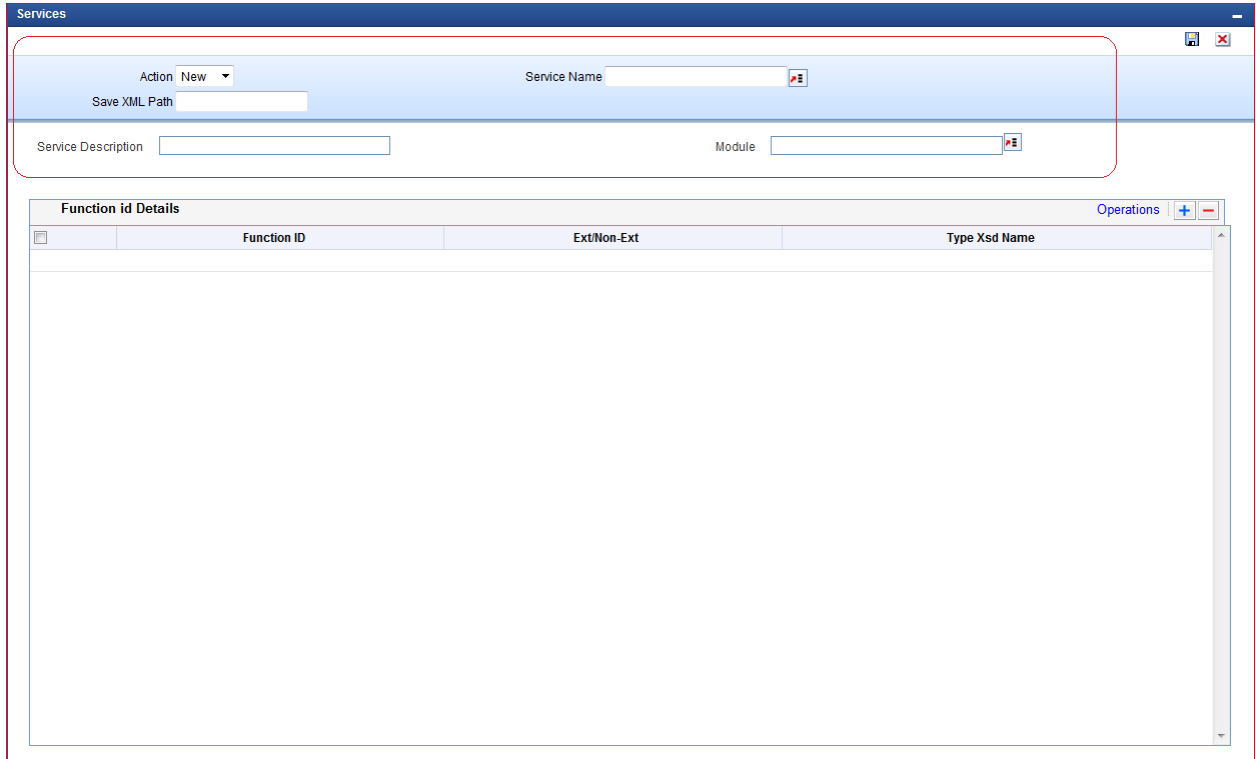 Services
Action New Service Name
Save XML Path
Service Description Module
Function id Details Operations
Function ID Ext/Non-Ext Type Xsd Name